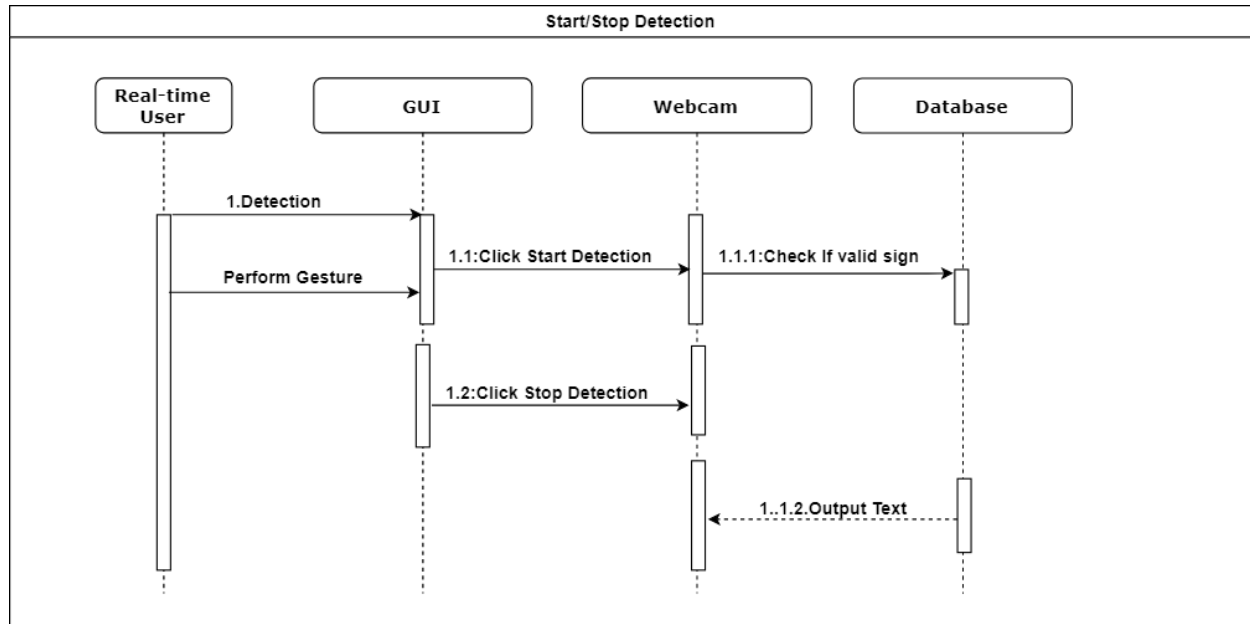 Start/Stop Detection
Real-time
User
GUI
Webcam
Database
1.Detection
1.1:Click Start Detection
1.1.1:Check If valid sign
Perform Gesture
1.2:Click Stop Detection
1..1.2.Output Text